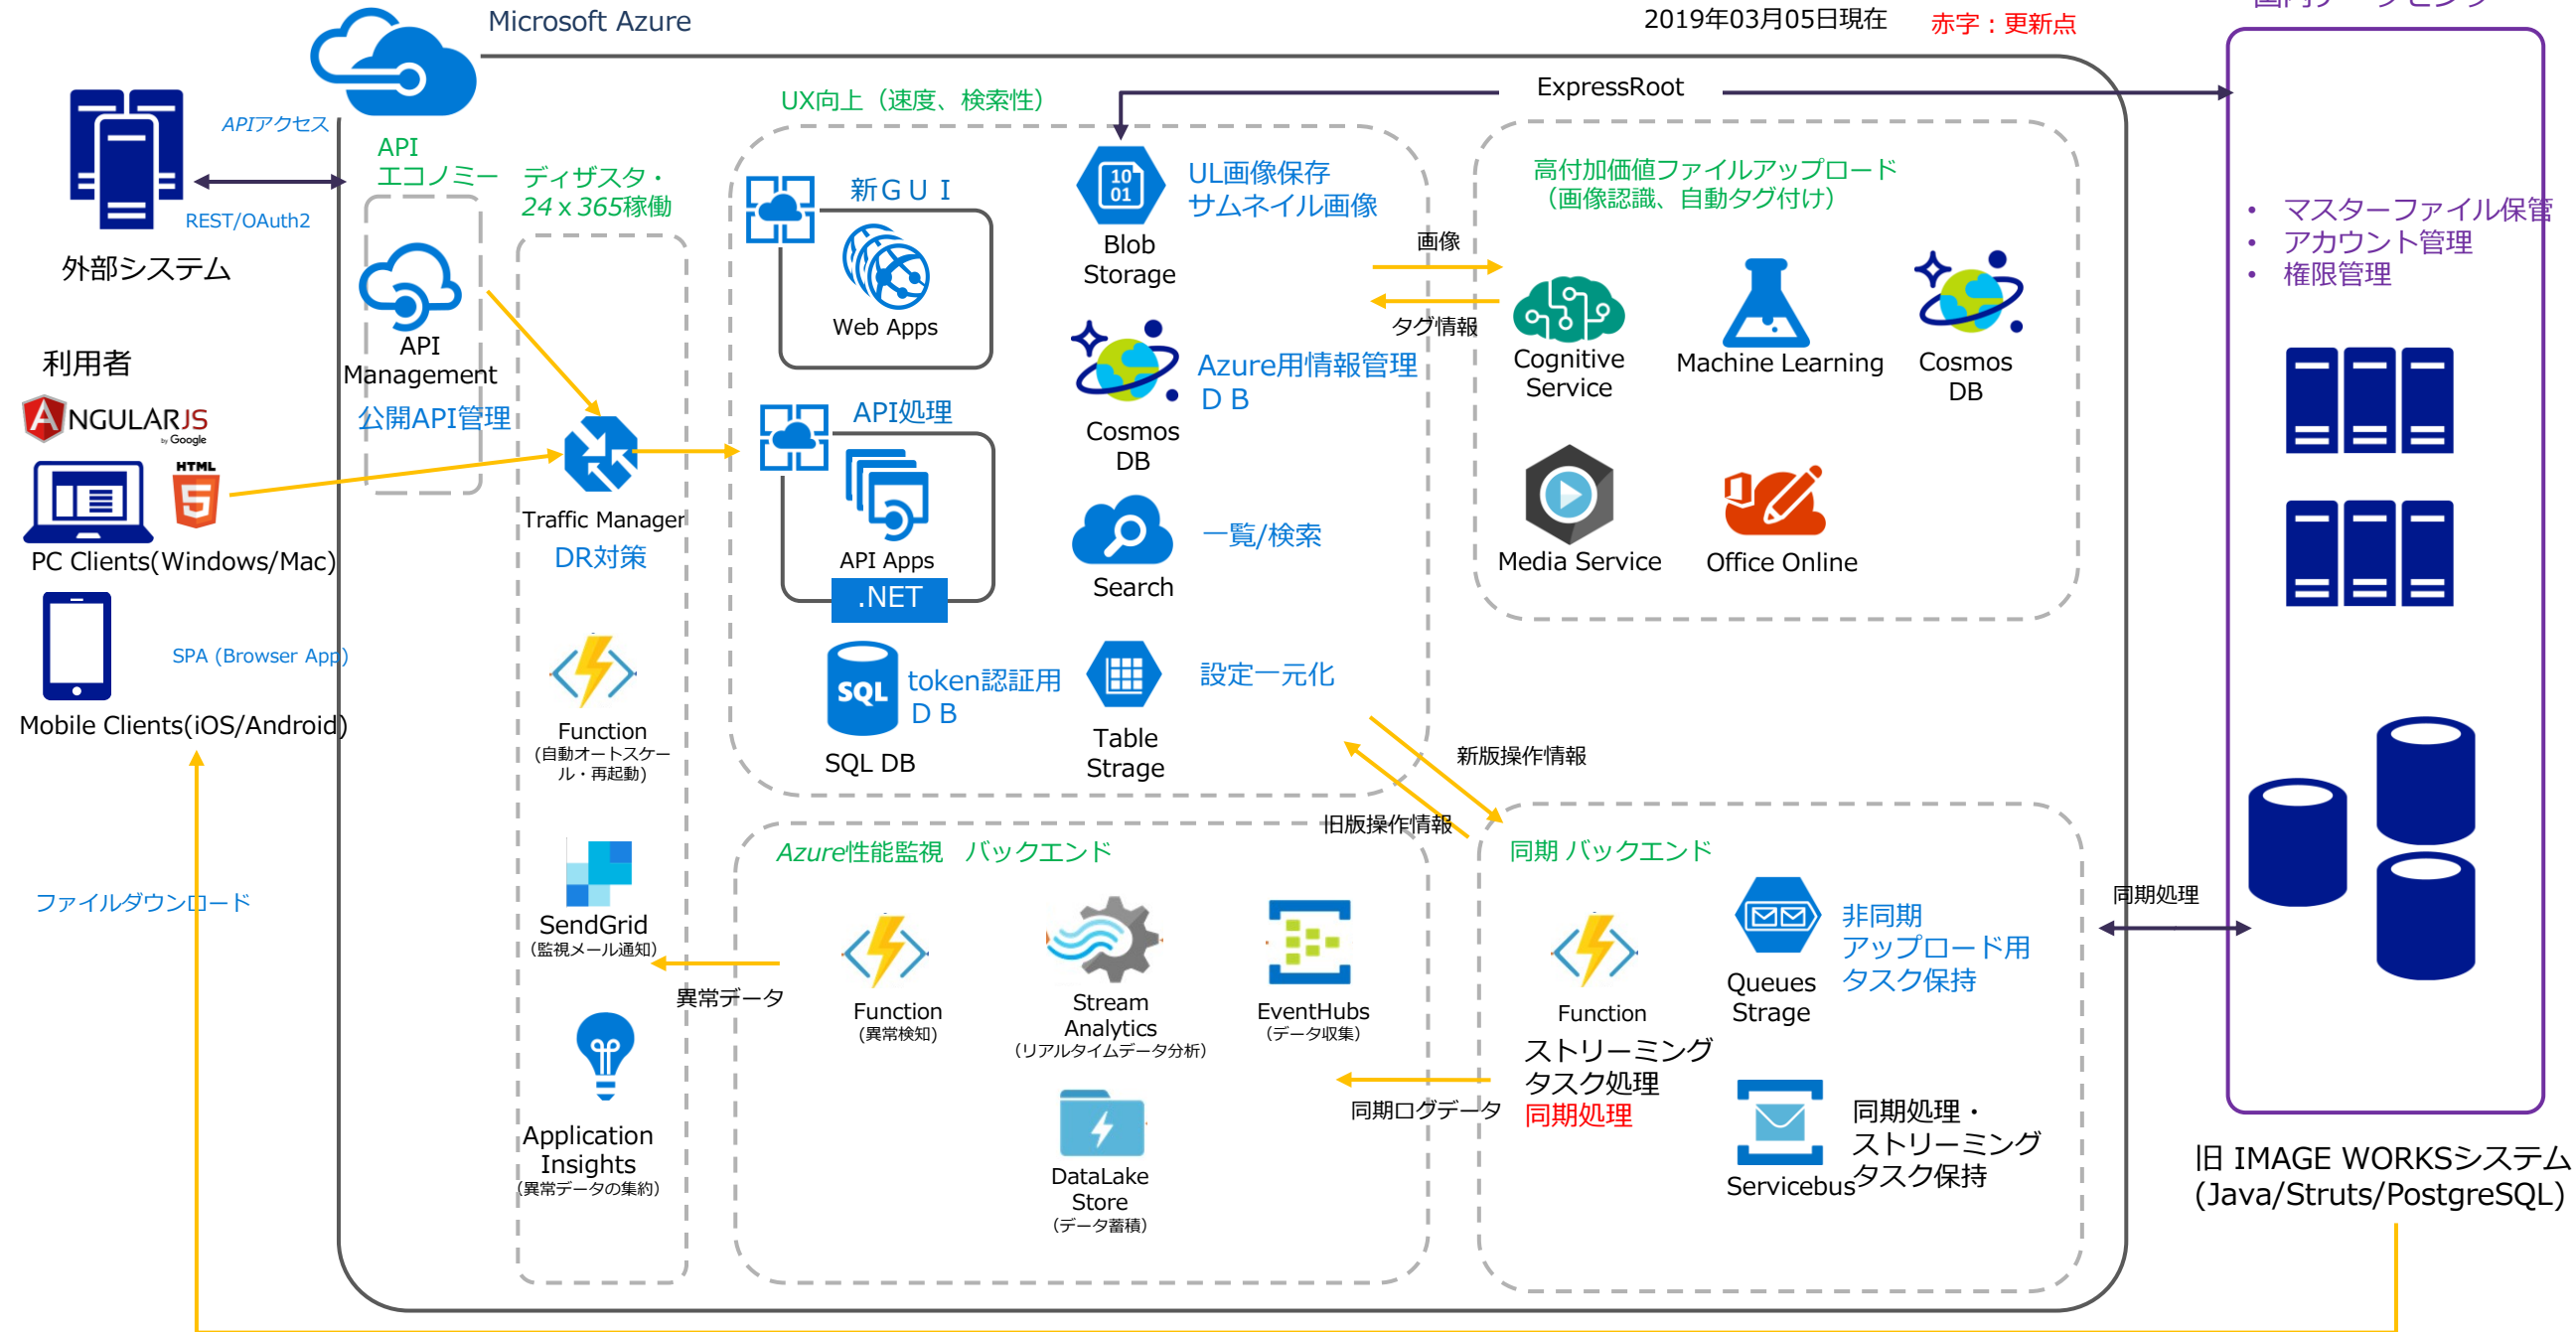 Microsoft Azure
2019年03月05日現在
赤字：更新点
ExpressRoot
APIアクセス
REST/OAuth2
外部システム
利用者
ANGULARJS
by Google
HTML
5
PC Clients(Windows/Mac)
SPA (Browser App)
Mobile Clients(iOS/Android)
ファイルダウンロード
API
エコノミー
API
Management
公開API管理
ディザスタ・
24ｘ365稼働
Traffic Manager
DR対策
Function
(自動オートスケー
ル・再起動)
SendGrid
（監視メール通知）
Application
Insights
（異常データの集約）
UX向上（速度、検索性）
新ＧＵＩ
Web Apps
API処理
API Apps
.NET
SQL
token認証用
ＤＢ
SQL DB
10
01
UL画像保存
サムネイル画像
Blob
Storage
Azure用情報管理
ＤＢ
Cosmos
DB
一覧/検索
Search
設定一元化
Table
Strage
画像
タグ情報
高付加価値ファイルアップロード
（画像認識、自動タグ付け）
Cognitive
Service
Machine Learning
Cosmos
DB
Media Service
Office Online
新版操作情報
旧版操作情報
Azure性能監視　バックエンド
異常データ
Function
(異常検知)
Stream
Analytics
（リアルタイムデータ分析）
EventHubs
（データ収集）
DataLake
Store
（データ蓄積）
同期ログデータ
同期 バックエンド
Function
ストリーミング
タスク処理
同期処理
非同期
アップロード用
タスク保持
Queues
Strage
同期処理・
ストリーミング
タスク保持
Servicebus
同期処理
• マスターファイル保管
• アカウント管理
• 権限管理
旧 IMAGE WORKSシステム
(Java/Struts/PostgreSQL)